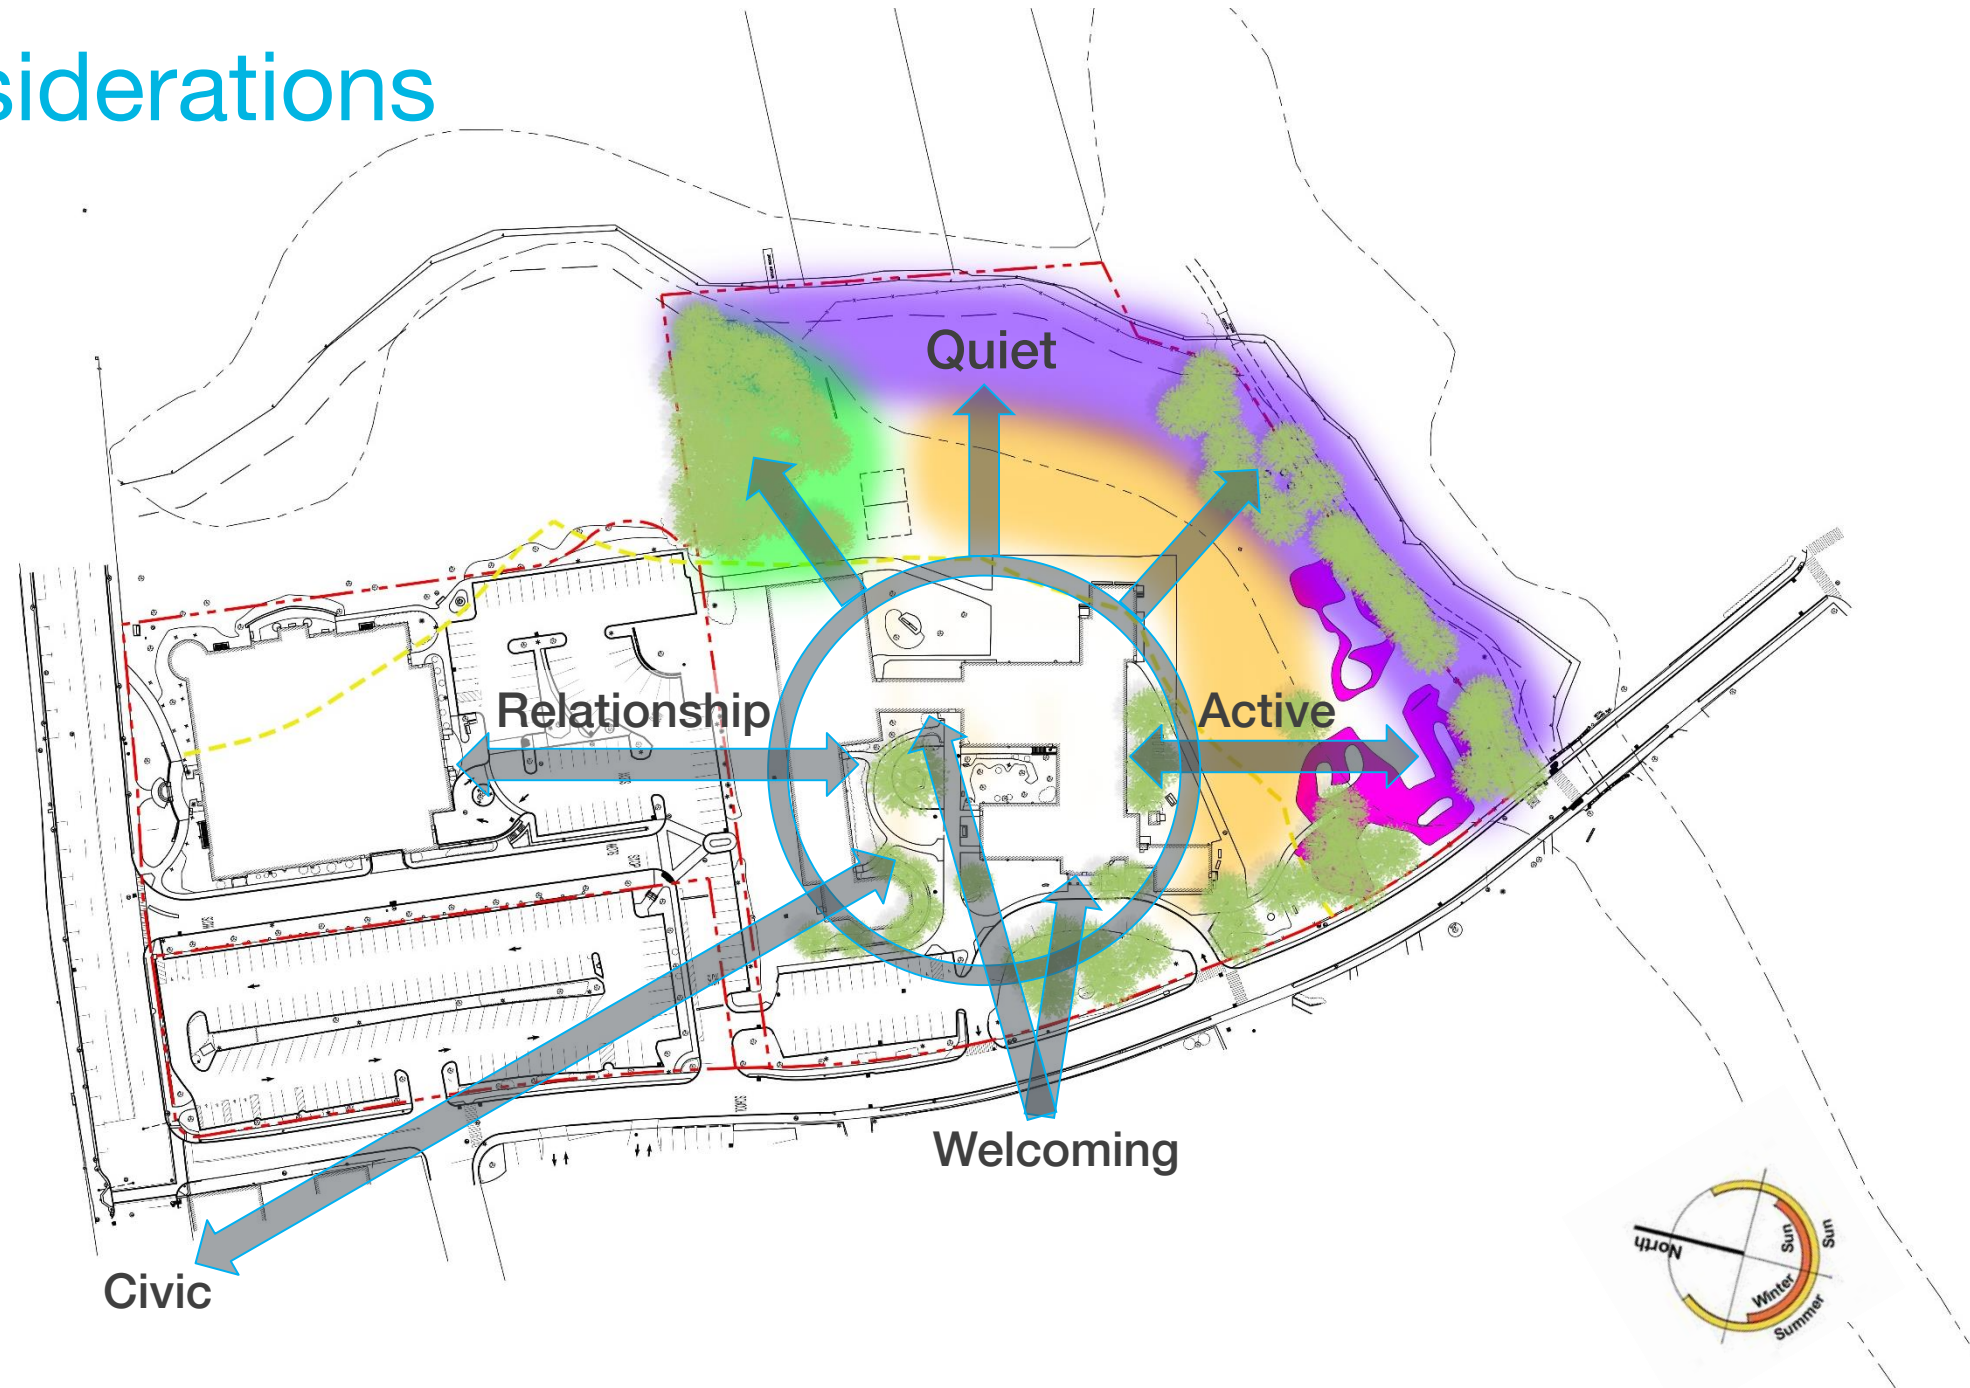 siderations
Quiet
Relationship
Active
Welcoming
Civic
North
Sun
Sun
Winter
Summer